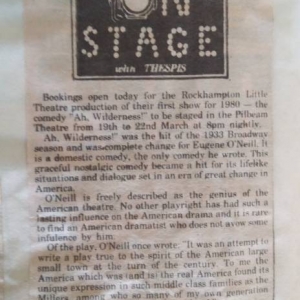 ON
STAGE
with THESPIS
Bookings open today for the Rockhampton Little
Theatre production of their first show for 1980 — the
comedy "Ah, Wilderness!" to be staged in the Pilbeam
Theatre from 19th to 22nd March at 8pm nightly.
Ah, Wilderness!" was the hit of the 1933 Broadway
season and was complete change for Eugene O'Neill. It
is a domestic comedy, the only comedy he wrote. This
graceful nostalgic comedy became a hit for its lifelike
situations and dialogue set in an era of great change in
America.
O'Neill is freely described as the genius of the
American theatre. No other playright has had such a
lasting influence on the American drama and it is rare
to find an American dramatist who does not avow some
infulence by him.
Of the play, O'Neill once wrote. "It was an attempt to
write a play true to the spirit of the American large
small town at the turn of the century. To me the
America which was (and is) the real America found its
unique expression in such middle class families as the
Millers, among who so many of my own generation